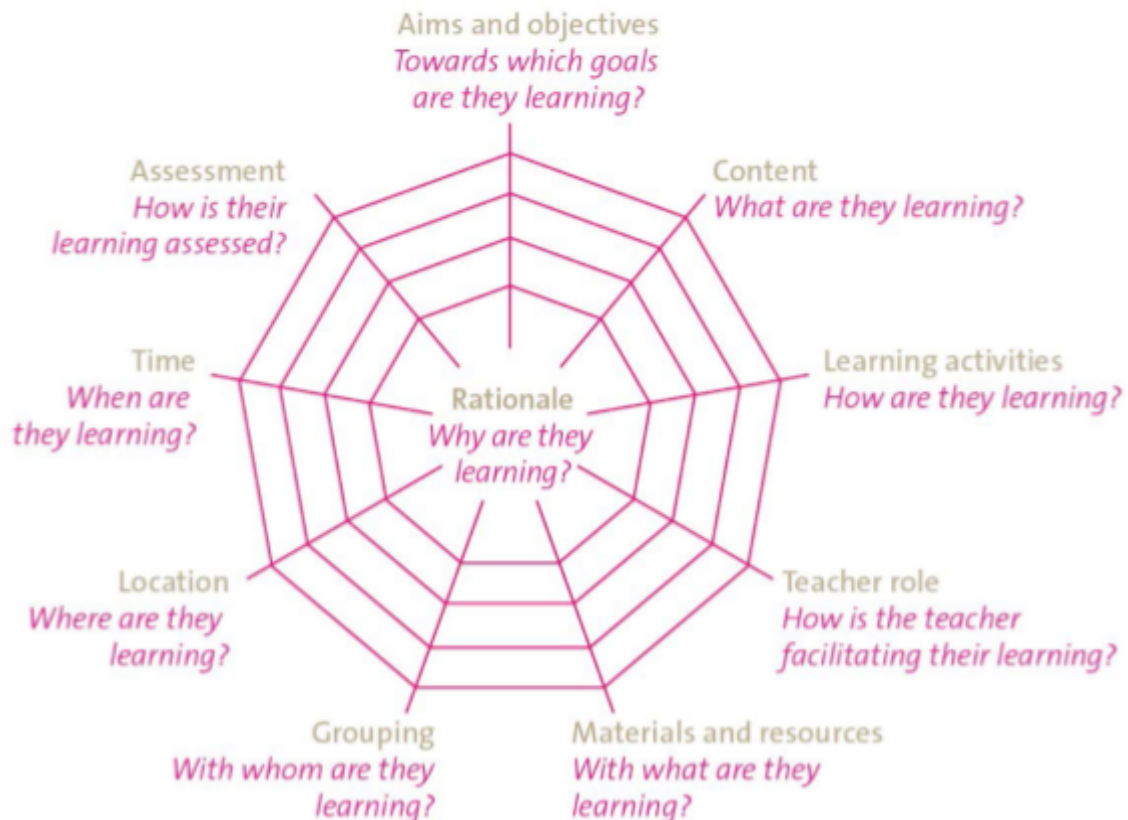 Aims and objectives
Towards which goals
are they learning?
Content
What are they learning?
Learning activities
How are they learning?
Teacher role
How is the teacher
facilitating their learning?
Materials and resources
With what are they
learning?
Grouping
With whom are they
learning?
Location
Where are they
learning?
Time
When are
they learning?
Assessment
How is their
learning assessed?
Rationale
Why are they
learning?